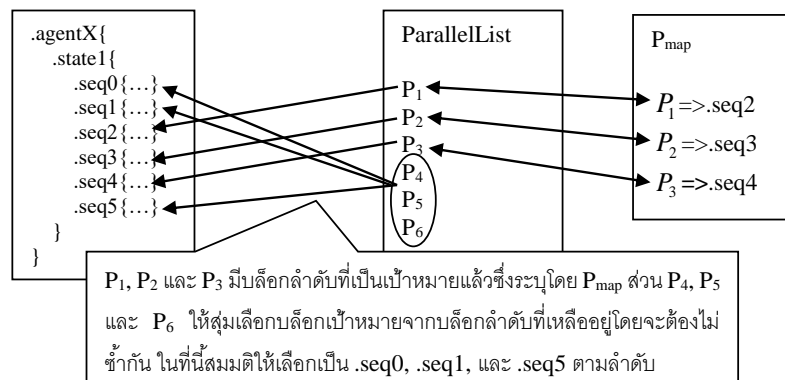 .agentX{
.state1{
.seq0{…}
.seq1{…}
.seq2{…}
.seq3{…}
.seq4{…}
.seq5{…}
}
}
ParallelList
P1
P2
P3
P4
P5
P6
Pmap
P1=>.seq2
P2=>.seq3
P3=>.seq4
P1, P2 และ P3 มีบล็อกลำดับที่เป็นเป้าหมายแล้วซึ่งระบุโดย Pmap ส่วน P4, P5
และ P6 ให้สุ่มเลือกบล็อกเป้าหมายจากบล็อกลำดับที่เหลืออยู่โดยจะต้องไม่
ซ้ำกัน ในที่นี้สมมติให้เลือกเป็น .seq0, .seq1, และ .seq5 ตามลำดับ